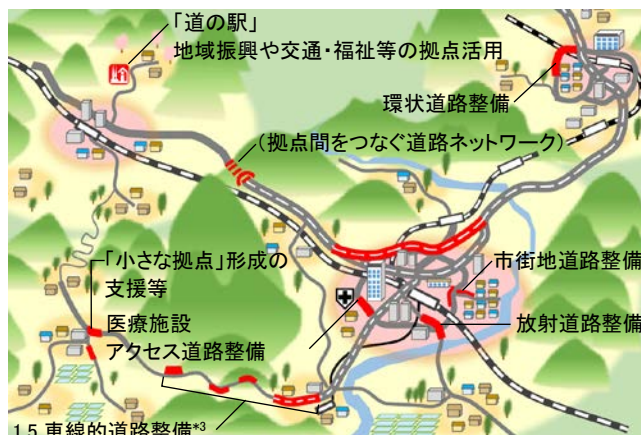 「道の駅」
地域振興や交通・福祉等の拠点活用
環状道路整備
(拠点間をつなぐ道路ネットワーク)
「小さな拠点」形成の
支援等
市街地道路整備
医療施設
アクセス道路整備
放射道路整備
1.5 車線的道路整備*3